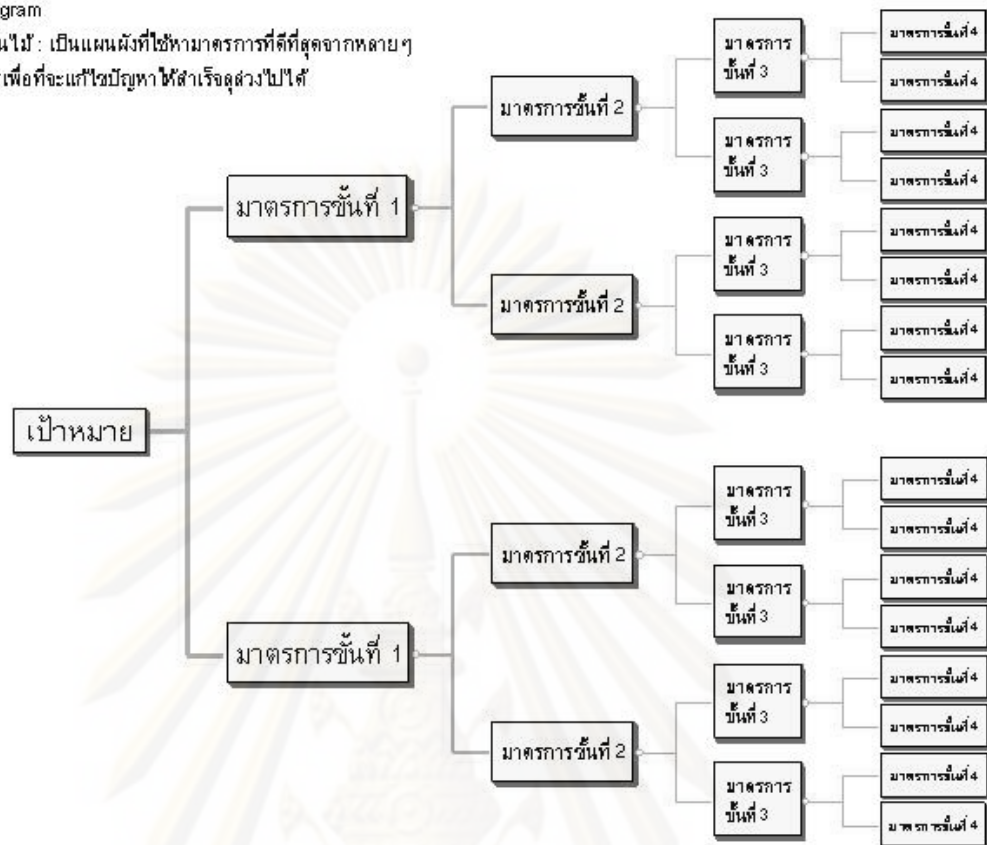 gram
นไม้ : เป็นแผนผังที่ใช้หามาตรการที่ดีที่สุดจากหลายๆ
เพื่อที่จะแก้ไขปัญหาให้สำเร็จลุล่วงไปได้
เป้าหมาย
มาตรการขั้นที่ 1
มาตรการขั้นที่ 2
มาตรการ
ขั้นที่ 3
มาตรการขั้นที่ 4
มาตรการขั้นที่ 4
มาตรการ
ขั้นที่ 3
มาตรการขั้นที่ 4
มาตรการขั้นที่ 4
มาตรการขั้นที่ 2
มาตรการ
ขั้นที่ 3
มาตรการขั้นที่ 4
มาตรการขั้นที่ 4
มาตรการ
ขั้นที่ 3
มาตรการขั้นที่ 4
มาตรการขั้นที่ 4
มาตรการขั้นที่ 1
มาตรการขั้นที่ 2
มาตรการ
ขั้นที่ 3
มาตรการขั้นที่ 4
มาตรการขั้นที่ 4
มาตรการ
ขั้นที่ 3
มาตรการขั้นที่ 4
มาตรการขั้นที่ 4
มาตรการขั้นที่ 2
มาตรการ
ขั้นที่ 3
มาตรการขั้นที่ 4
มาตรการขั้นที่ 4
มาตรการ
ขั้นที่ 3
มาตรการขั้นที่ 4
มาตรการขั้นที่ 4